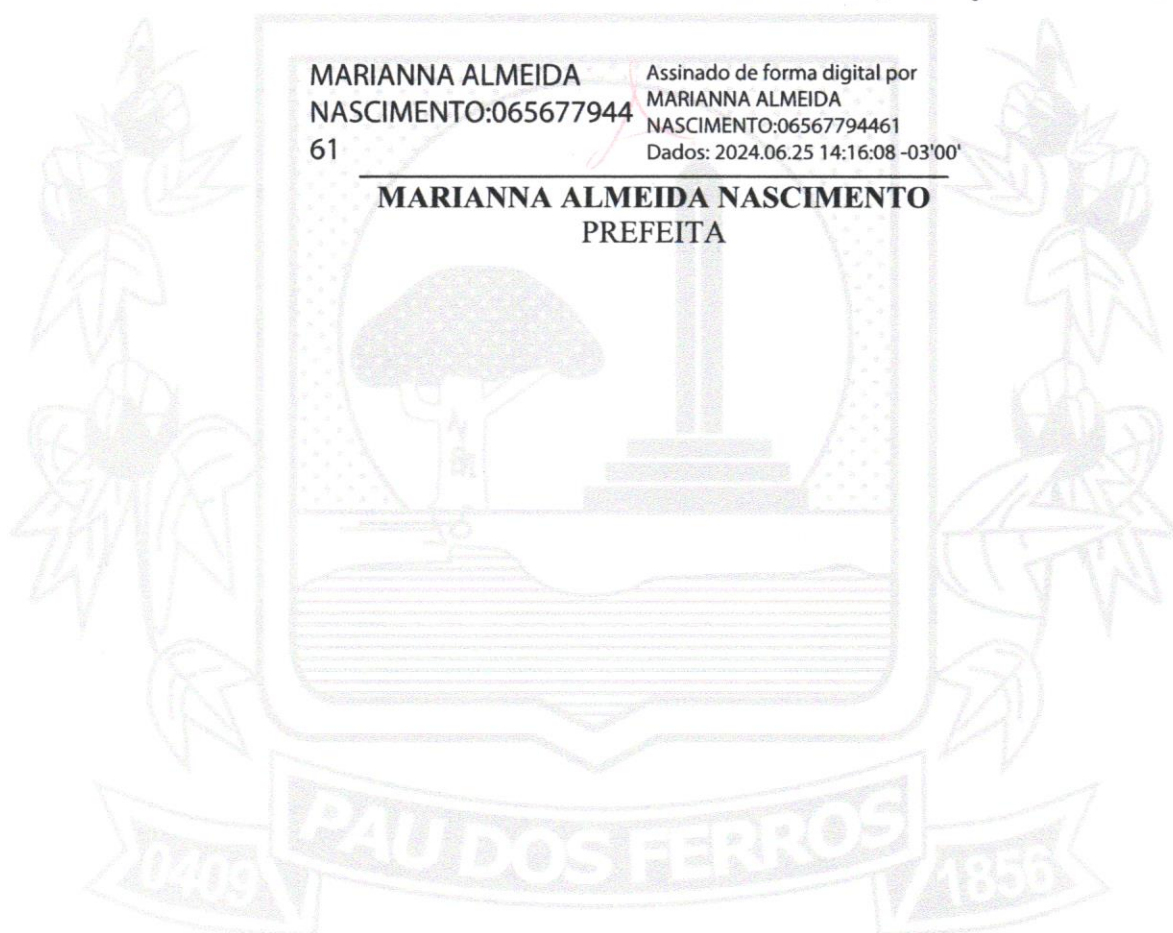 MARIANNA ALMEIDA
NASCIMENTO:065677944
61
Assinado de forma digital por
MARIANNA ALMEIDA
NASCIMENTO:06567794461
Dados: 2024.06.25 14:16:08 -03'00'
MARIANNA ALMEIDA NASCIMENTO
PREFEITA
PAU DOS FERROS
0409
1856